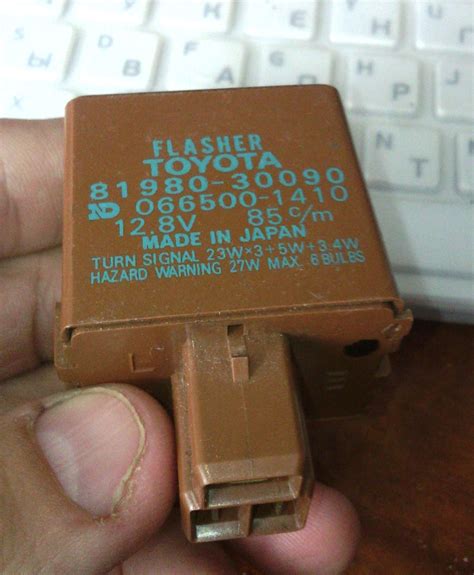 FLASHER
TOYOTA
81980-30090
ND 066500-1410
12.8V 85 c/m
MADE IN JAPAN
TURN SIGNAL 23W×3+5W+3.4W
HAZARD WARNING 27W MAX. 6 BULBS
L